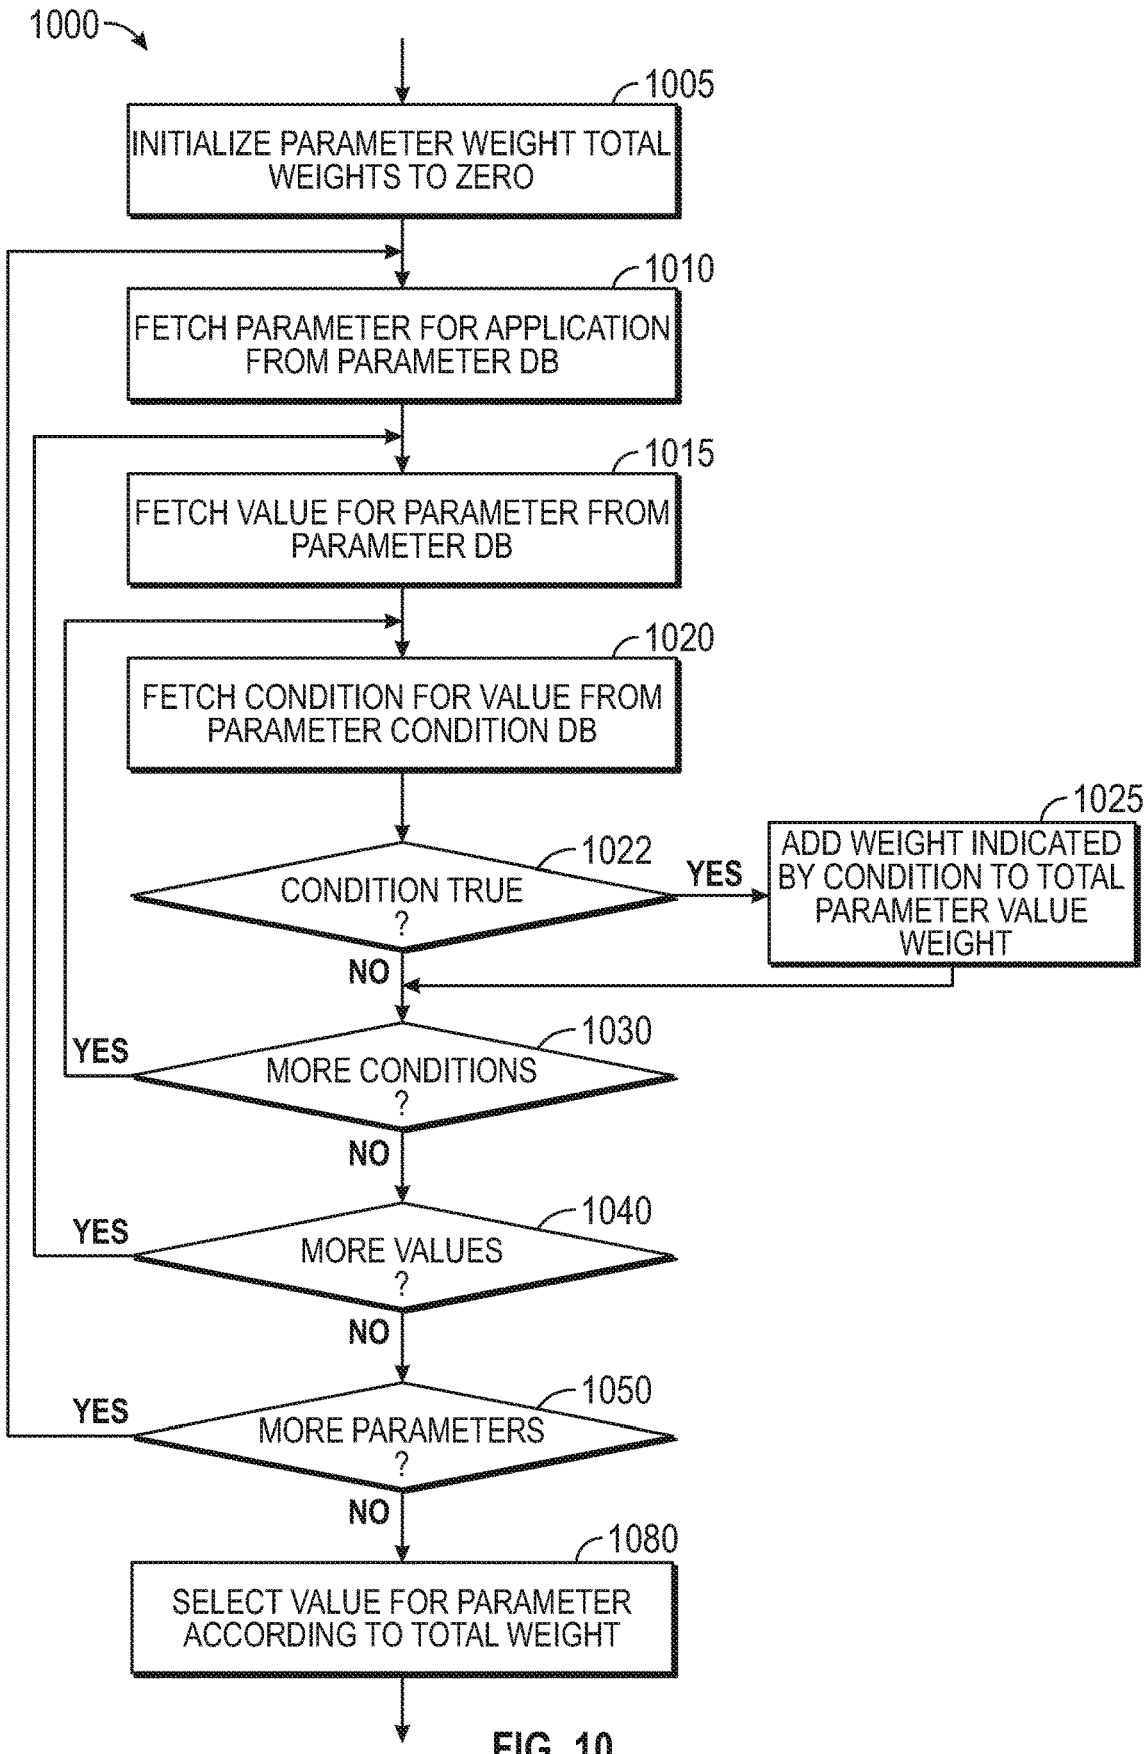 1000
1005
INITIALIZE PARAMETER WEIGHT TOTAL
WEIGHTS TO ZERO
1010
FETCH PARAMETER FOR APPLICATION
FROM PARAMETER DB
1015
FETCH VALUE FOR PARAMETER FROM
PARAMETER DB
1020
FETCH CONDITION FOR VALUE FROM
PARAMETER CONDITION DB
1022
CONDITION TRUE
?
YES
1025
ADD WEIGHT INDICATED
BY CONDITION TO TOTAL
PARAMETER VALUE
WEIGHT
NO
1030
MORE CONDITIONS
?
YES
NO
1040
MORE VALUES
?
YES
NO
1050
MORE PARAMETERS
?
YES
NO
1080
SELECT VALUE FOR PARAMETER
ACCORDING TO TOTAL WEIGHT
FIG. 10